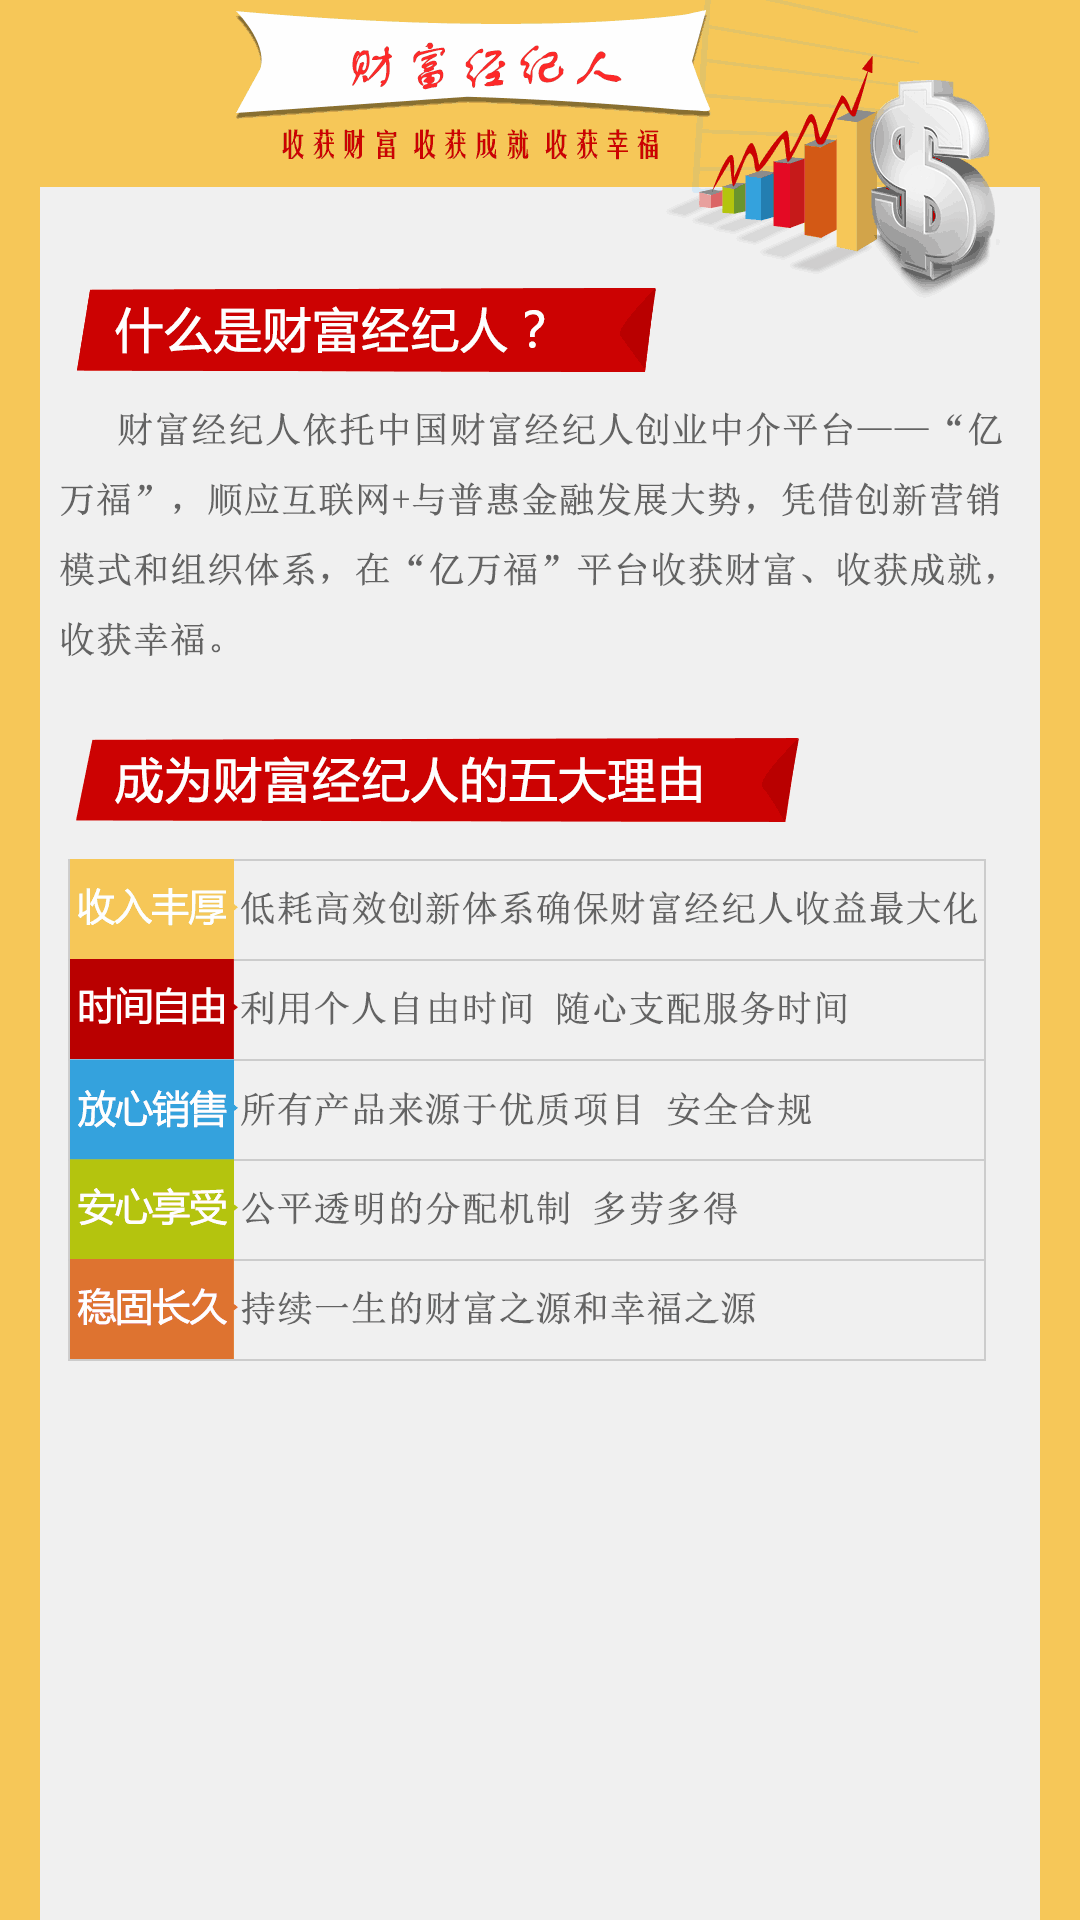 财富经纪人
收获财富 收获成就 收获幸福
什么是财富经纪人？
财富经纪人依托中国财富经纪人创业中介平台——“亿
万福”，顺应互联网+与普惠金融发展大势，凭借创新营销
模式和组织体系，在“亿万福”平台收获财富、收获成就，
收获幸福。
成为财富经纪人的五大理由
收入丰厚 低耗高效创新体系确保财富经纪人收益最大化
时间自由 利用个人自由时间 随心支配服务时间
放心销售 所有产品来源于优质项目 安全合规
安心享受 公平透明的分配机制 多劳多得
稳固长久 持续一生的财富之源和幸福之源